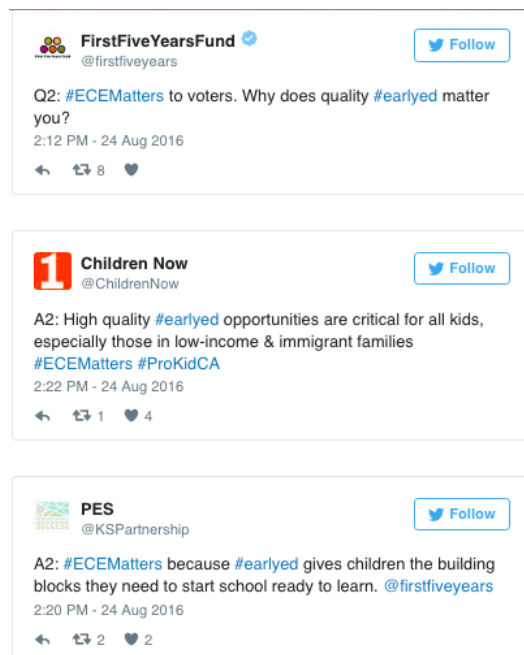 FirstFiveYearsFund
Follow
@firstfiveyears
Q2: #ECEMatters to voters. Why does quality #earlyed matter
you?
2:12 PM - 24 Aug 2016
8
1
Children Now
Follow
@ChildrenNow
A2: High quality #earlyed opportunities are critical for all kids,
especially those in low-income & immigrant families
#ECEMatters #ProKidCA
2:22 PM - 24 Aug 2016
1 4
SUCCESS
PES
Follow
@KSPartnership
A2: #ECEMatters because #earlyed gives children the building
blocks they need to start school ready to learn. @firstfiveyears
2:20 PM - 24 Aug 2016
2 2